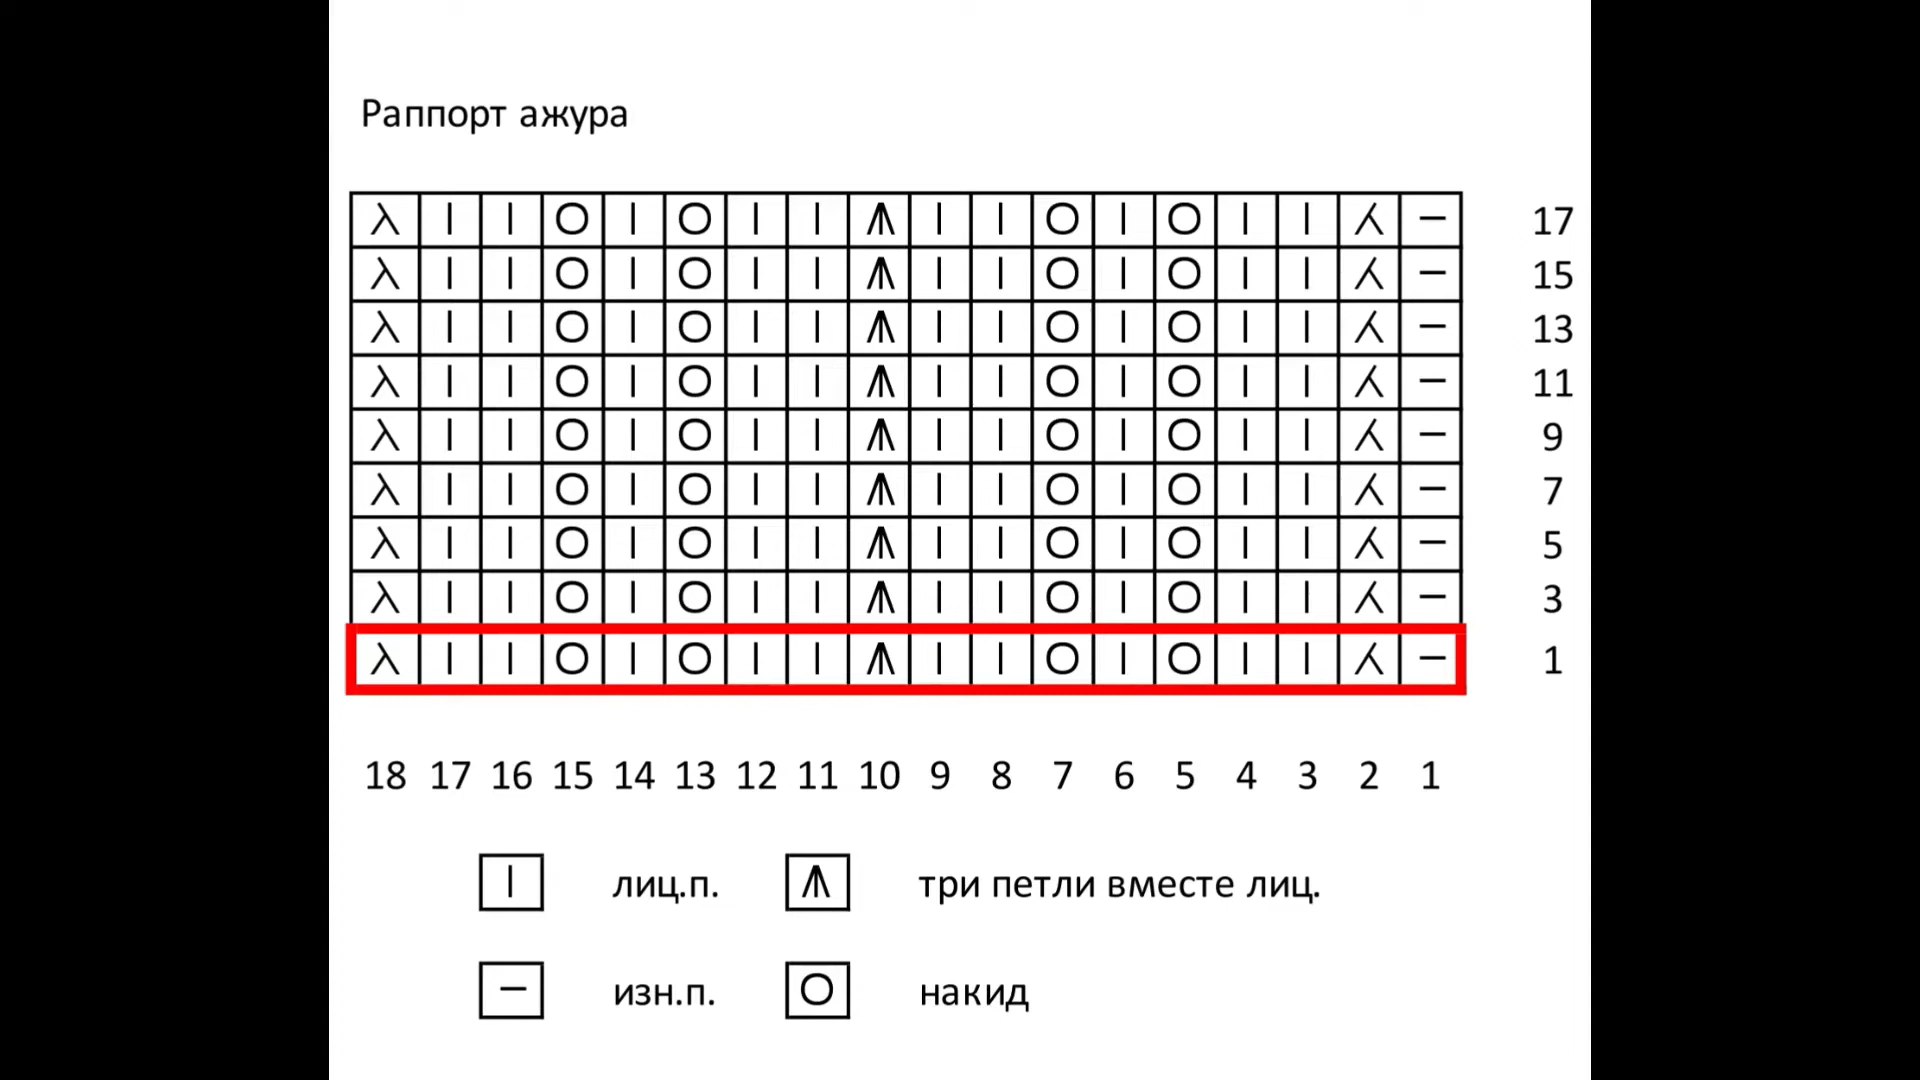 Раппорт ажура
17
15
13
11
9
7
5
3
1
18 17 16 15 14 13 12 11 10 9 8 7 6 5 4 3 2 1
лиц.п. три петли вместе лиц.
изн.п. накид